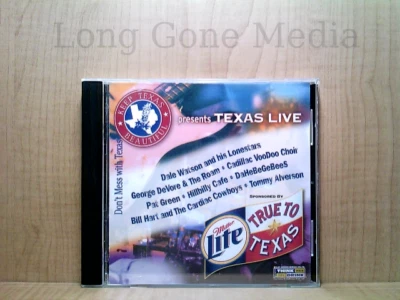 Long Gone Media
KEEP TEXAS
BEAUTIFUL
presents TEXAS LIVE
Don't Mess with Texas
Dale Watson and his Lonestars
George DeVore & The Roam • Cadillac VooDoo Choir
Pat Green • Hillbilly Cafe • DaHeBeGeBeeS
Bill Hart and The Cardiac Cowboys • Tommy Alverson
SPONSORED BY
Miller
Lite
TRUE TO
TEXAS
THINK